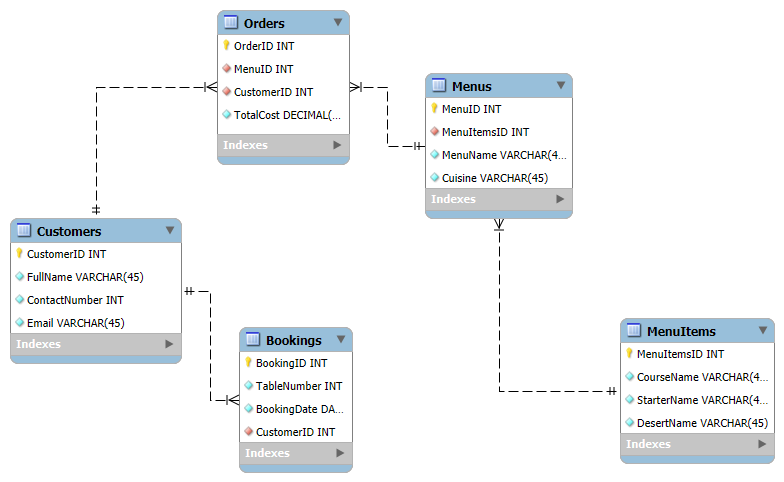 Orders
OrderID INT
MenuID INT
CustomerID INT
TotalCost DECIMAL(...
Indexes
Menus
MenuID INT
MenuItemsID INT
MenuName VARCHAR(4...
Cuisine VARCHAR(45)
Indexes
Customers
CustomerID INT
FullName VARCHAR(45)
ContactNumber INT
Email VARCHAR(45)
Indexes
Bookings
BookingID INT
TableNumber INT
BookingDate DA...
CustomerID INT
Indexes
MenuItems
MenuItemsID INT
CourseName VARCHAR(4...
StarterName VARCHAR(4...
DesertName VARCHAR(45)
Indexes